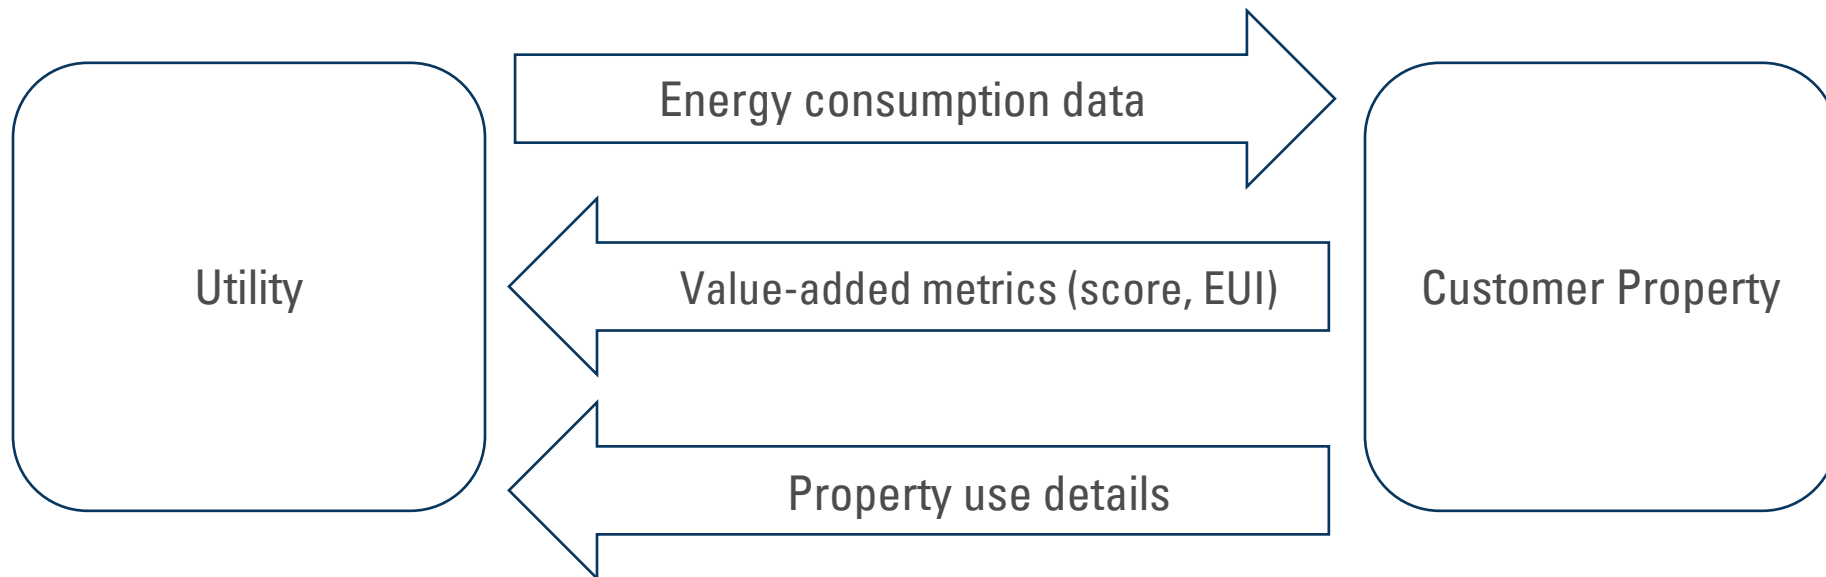 Energy consumption data
Utility
Value-added metrics (score, EUI)
Customer Property
Property use details